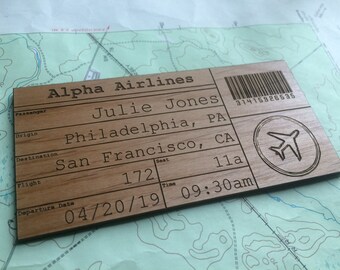 Alpha Airlines
Passenger
Julie Jones
Origin
Philadelphia, PA
Destination
San Francisco, CA
Flight
172
Seat
11a
Departure Date
04/20/19
Time
09:30am
31415926535